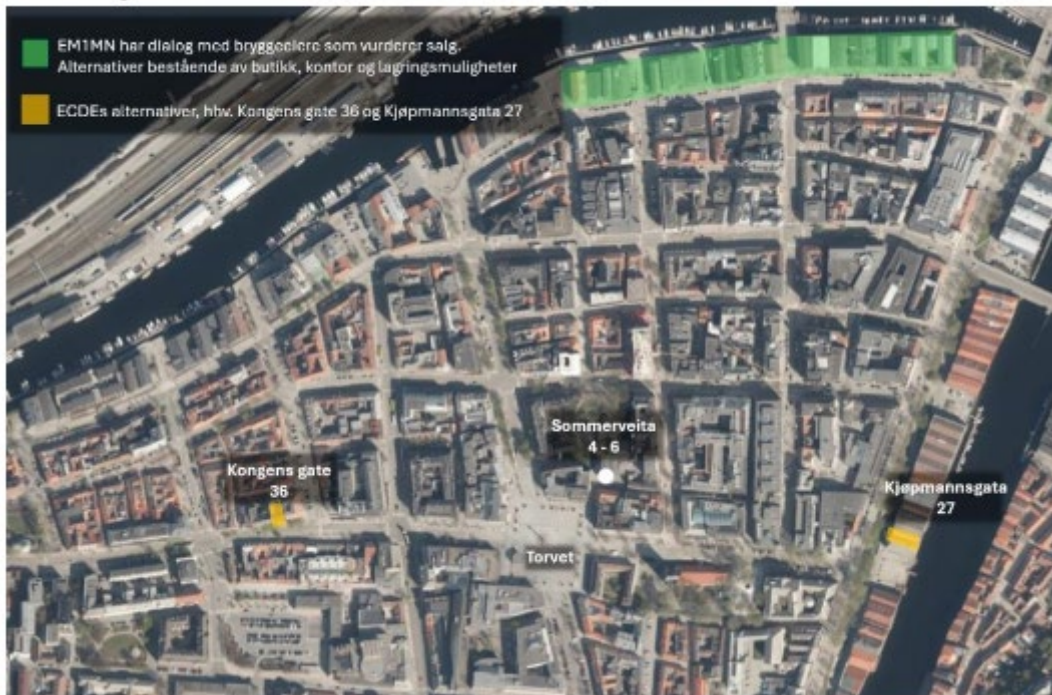 EM1MN har dialog med bryggeeiere som vurderer salg.
Alternativer bestående av butikk, kontor og lagringsmuligheter
ECDEs alternativer, hhv. Kongens gate 36 og Kjøpmannsgata 27
Sommerveita
4 - 6
Kongens gate
36
Kjøpmannsgata
27
Torvet